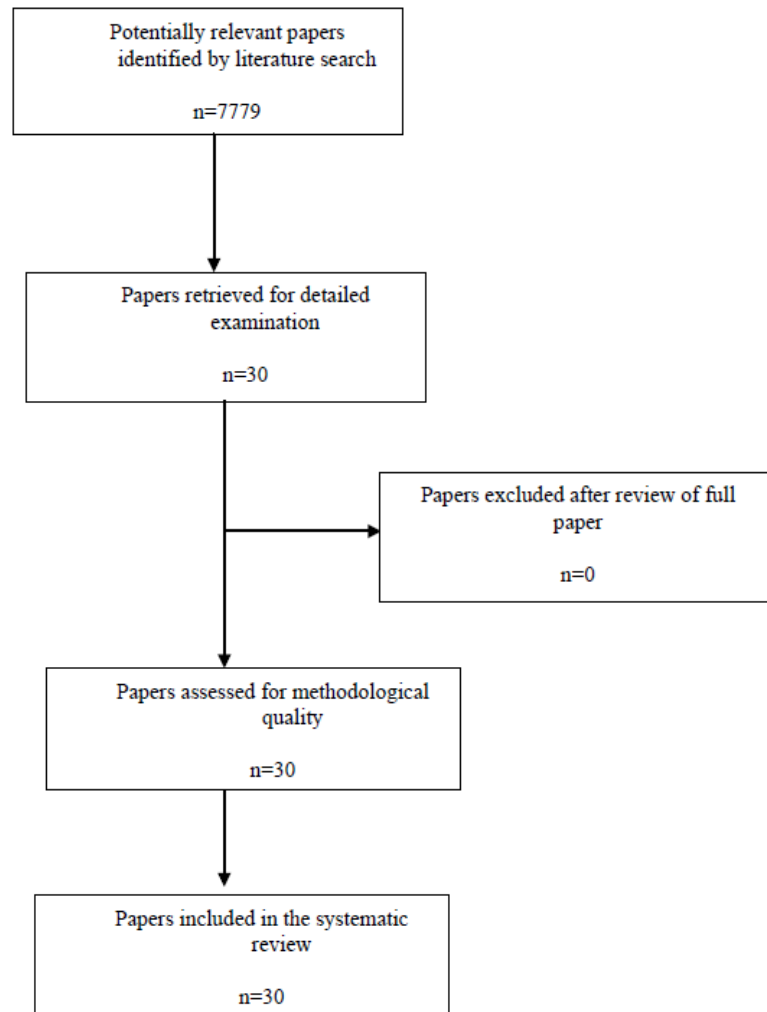 Potentially relevant papers
identified by literature search
n=7779
Papers retrieved for detailed
examination
n=30
Papers excluded after review of full
paper
n=0
Papers assessed for methodological
quality
n=30
Papers included in the systematic
review
n=30